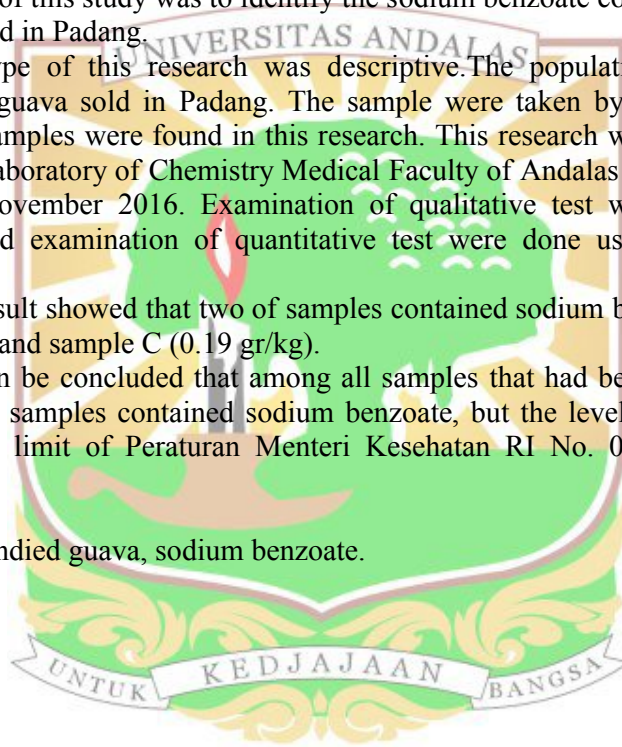 of this study was to identify the sodium benzoate co
d in Padang.
UNIVERSITAS ANDALAS
pe of this research was descriptive.The populati
guava sold in Padang. The sample were taken by
amples were found in this research. This research w
aboratory of Chemistry Medical Faculty of Andalas
ovember 2016. Examination of qualitative test w
d examination of quantitative test were done us
sult showed that two of samples contained sodium b
and sample C (0.19 gr/kg).
n be concluded that among all samples that had be
samples contained sodium benzoate, but the level
limit of Peraturan Menteri Kesehatan RI No. 0
ndied guava, sodium benzoate.
UNTUK KEDJAJAAN BANGSA